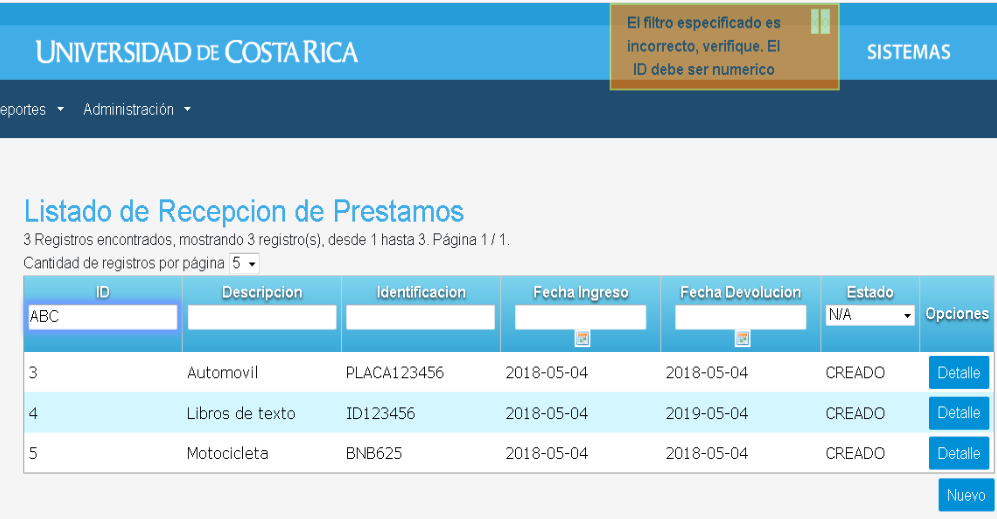 El filtro especificado es
incorrecto, verifique. El
ID debe ser numerico
UNIVERSIDAD DE COSTA RICA
SISTEMAS
eportes
Administración
Listado de Recepcion de Prestamos
3 Registros encontrados, mostrando 3 registro(s), desde 1 hasta 3. Página 1 / 1.
Cantidad de registros por página 5
ID Descripcion Identificacion Fecha Ingreso Fecha Devolucion Estado Opciones
ABC N/A
3 Automovil PLACA123456 2018-05-04 2018-05-04 CREADO Detalle
4 Libros de texto ID123456 2018-05-04 2019-05-04 CREADO Detalle
5 Motocicleta BNB625 2018-05-04 2018-05-04 CREADO Detalle
Nuevo